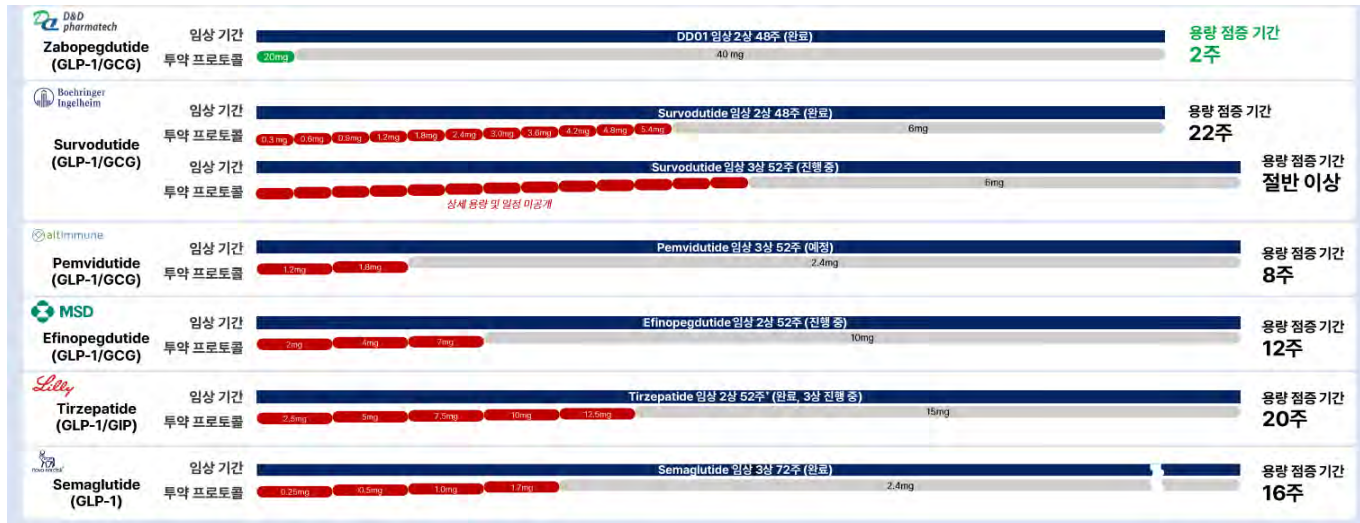 D&D
pharmatech
Zabopegdutide
(GLP-1/GCG)
임상 기간
DD01 임상 2상 48주 (완료)
투약 프로토콜
20mg
40 mg
용량 점증 기간
2주
Boehringer
Ingelheim
Survodutide
(GLP-1/GCG)
임상 기간
Survodutide 임상 2상 48주 (완료)
투약 프로토콜
0.3mg 0.6mg 0.9mg 1.2mg 1.8mg 2.4mg 3.0mg 3.6mg 4.2mg 4.8mg 5.4mg
6mg
용량 점증 기간
22주
임상 기간
Survodutide 임상 3상 52주 (진행 중)
투약 프로토콜
6mg
상세 용량 및 일정 미공개
용량 점증 기간
절반 이상
altimmune
Pemvidutide
(GLP-1/GCG)
임상 기간
Pemvidutide 임상 3상 52주 (예정)
투약 프로토콜
1.2mg 1.8mg
2.4mg
용량 점증 기간
8주
MSD
Efinopegdutide
(GLP-1/GCG)
임상 기간
Efinopegdutide 임상 2상 52주 (진행 중)
투약 프로토콜
2mg 4mg 7mg
10mg
용량 점증 기간
12주
Lilly
Tirzepatide
(GLP-1/GIP)
임상 기간
Tirzepatide 임상 2상 52주* (완료, 3상 진행 중)
투약 프로토콜
2.5mg 5mg 7.5mg 10mg 12.5mg
15mg
용량 점증 기간
20주
Semaglutide
(GLP-1)
임상 기간
Semaglutide 임상 3상 72주 (완료)
투약 프로토콜
0.25mg 0.5mg 1.0mg 1.7mg
2.4mg
용량 점증 기간
16주